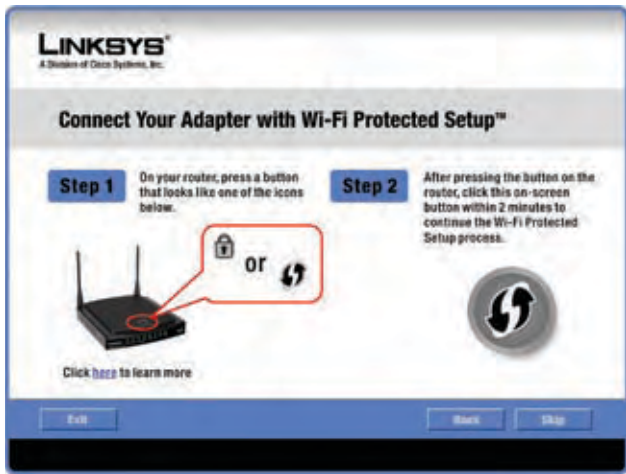 LINKSYS®
A Division of Cisco Systems, Inc.
Connect Your Adapter with Wi-Fi Protected Setup™
Step 1
On your router, press a button
that looks like one of the icons
below.
or
Click here to learn more
Step 2
After pressing the button on the
router, click this on-screen
button within 2 minutes to
continue the Wi-Fi Protected
Setup process.
Exit
Back
Skip